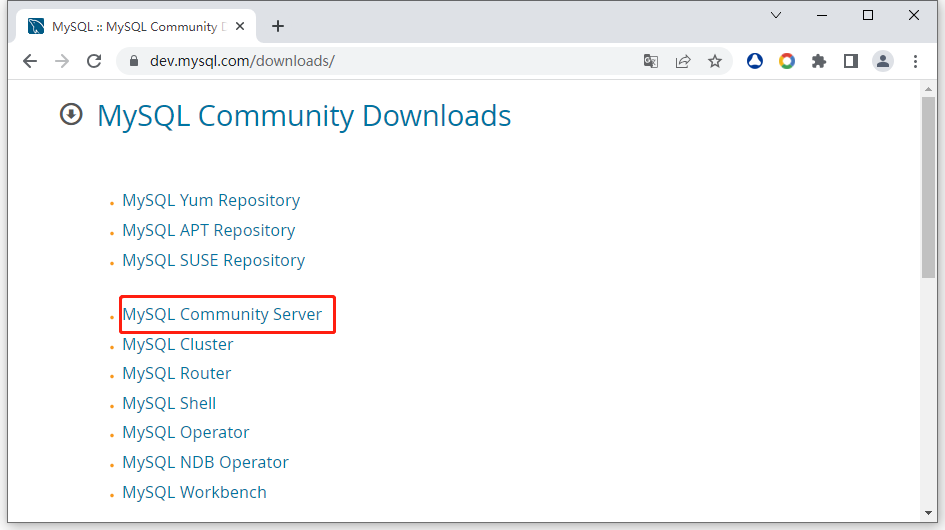 MySQL :: MySQL Community D
dev.mysql.com/downloads/
MySQL Community Downloads
MySQL Yum Repository
MySQL APT Repository
MySQL SUSE Repository
MySQL Community Server
MySQL Cluster
MySQL Router
MySQL Shell
MySQL Operator
MySQL NDB Operator
MySQL Workbench